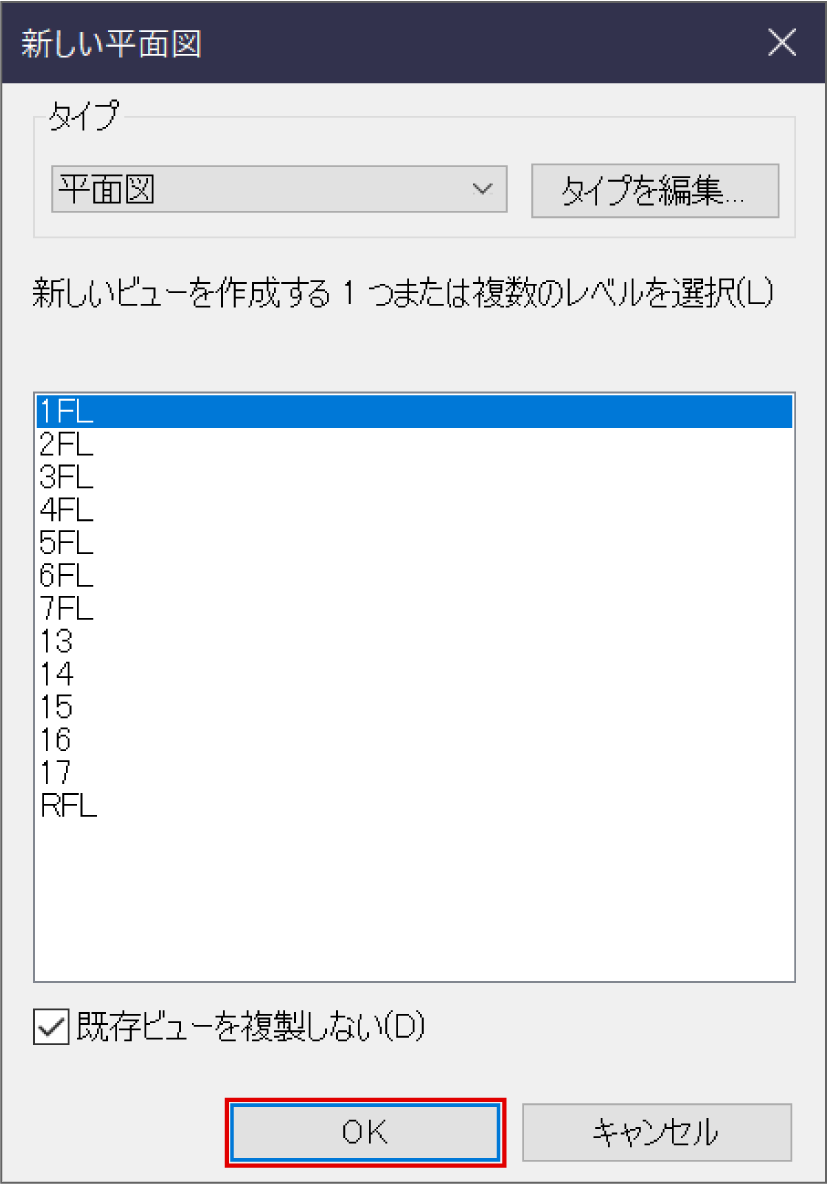 新しい平面図
タイプ
平面図
タイプを編集...
新しいビューを作成する 1 つまたは複数のレベルを選択(L)
1FL
2FL
3FL
4FL
5FL
6FL
7FL
13
14
15
16
17
RFL
既存ビューを複製しない(D)
OK
キャンセル